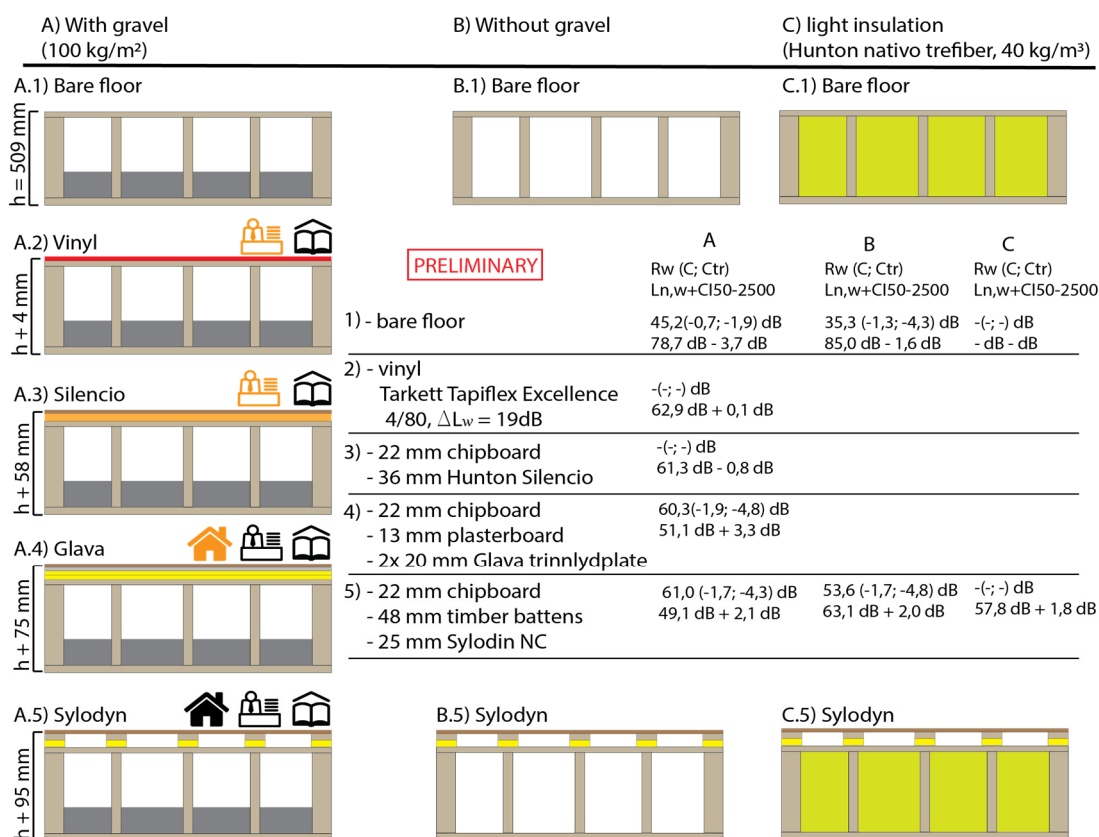 A) With gravel
(100 kg/m²)
B) Without gravel
C) light insulation
(Hunton nativo trefiber, 40 kg/m³)
A.1) Bare floor
B.1) Bare floor
C.1) Bare floor
h = 509 mm
A.2) Vinyl
h + 4 mm
PRELIMINARY
A
B
C
Rw (C; Ctr)
Ln,w+CI50-2500
Rw (C; Ctr)
Ln,w+CI50-2500
Rw (C; Ctr)
Ln,w+CI50-2500
1) - bare floor
45,2(-0,7; -1,9) dB
78,7 dB - 3,7 dB
35,3 (-1,3; -4,3) dB
85,0 dB - 1,6 dB
-(-; -) dB
- dB - dB
2) - vinyl
Tarkett Tapiflex Excellence
4/80, ΔLw = 19dB
-(-; -) dB
62,9 dB + 0,1 dB
A.3) Silencio
h + 58 mm
3) - 22 mm chipboard
- 36 mm Hunton Silencio
-(-; -) dB
61,3 dB - 0,8 dB
A.4) Glava
h + 75 mm
4) - 22 mm chipboard
- 13 mm plasterboard
- 2x 20 mm Glava trinnlydplate
60,3(-1,9; -4,8) dB
51,1 dB + 3,3 dB
5) - 22 mm chipboard
- 48 mm timber battens
- 25 mm Sylodin NC
61,0 (-1,7; -4,3) dB
49,1 dB + 2,1 dB
53,6 (-1,7; -4,8) dB
63,1 dB + 2,0 dB
-(-; -) dB
57,8 dB + 1,8 dB
A.5) Sylodyn
B.5) Sylodyn
C.5) Sylodyn
h + 95 mm